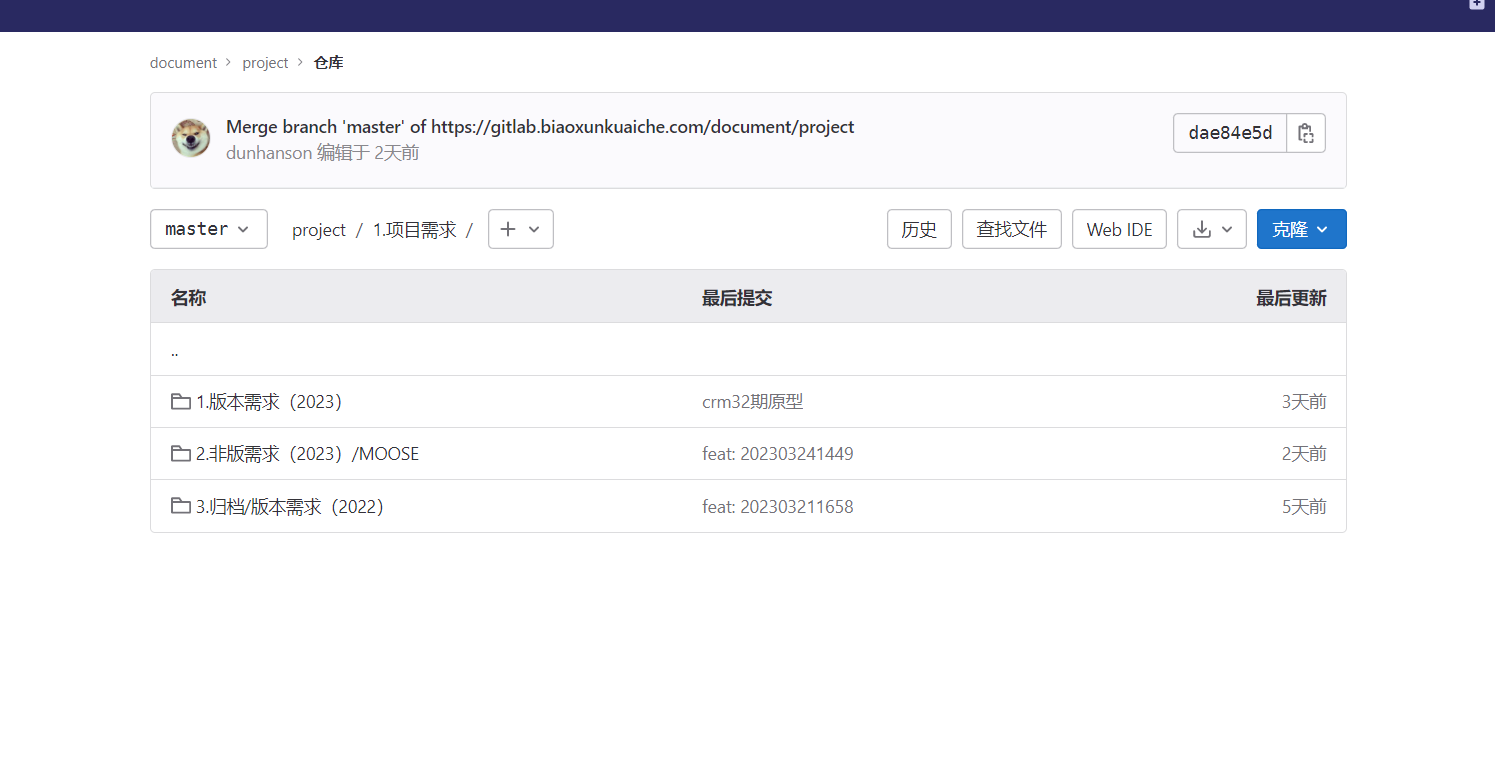 document > project > 仓库
Merge branch 'master' of https://gitlab.biaoxunkuaiche.com/document/project
dunhanson 编辑于 2天前
dae84e5d
master project / 1.项目需求 / + 历史 查找文件 Web IDE 克隆
名称 最后提交 最后更新
..
1.版本需求（2023） crm32期原型 3天前
2.非版需求（2023）/MOOSE feat: 202303241449 2天前
3.归档/版本需求（2022） feat: 202303211658 5天前